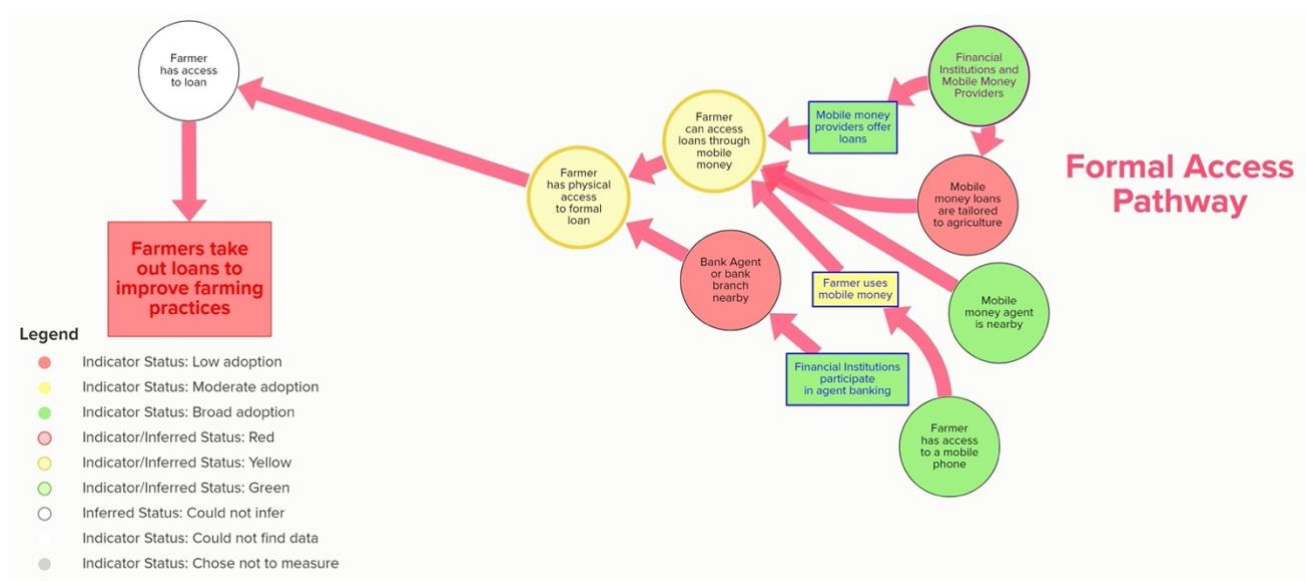 Farmer
has access
to loan
Farmers take
out loans to
improve farming
practices
Farmer
has physical
access
to formal
loan
Farmer
can access
loans through
mobile
money
Mobile money
providers offer
loans
Financial
Institutions and
Mobile Money
Providers
Mobile
money loans
are tailored
to agriculture
Formal Access
Pathway
Bank Agent
or bank
branch
nearby
Farmer uses
mobile money
Mobile
money agent
is nearby
Financial Institutions
participate
in agent banking
Farmer
has access
to a mobile
phone
Legend
Indicator Status: Low adoption
Indicator Status: Moderate adoption
Indicator Status: Broad adoption
Indicator/Inferred Status: Red
Indicator/Inferred Status: Yellow
Indicator/Inferred Status: Green
Inferred Status: Could not infer
Indicator Status: Could not find data
Indicator Status: Chose not to measure